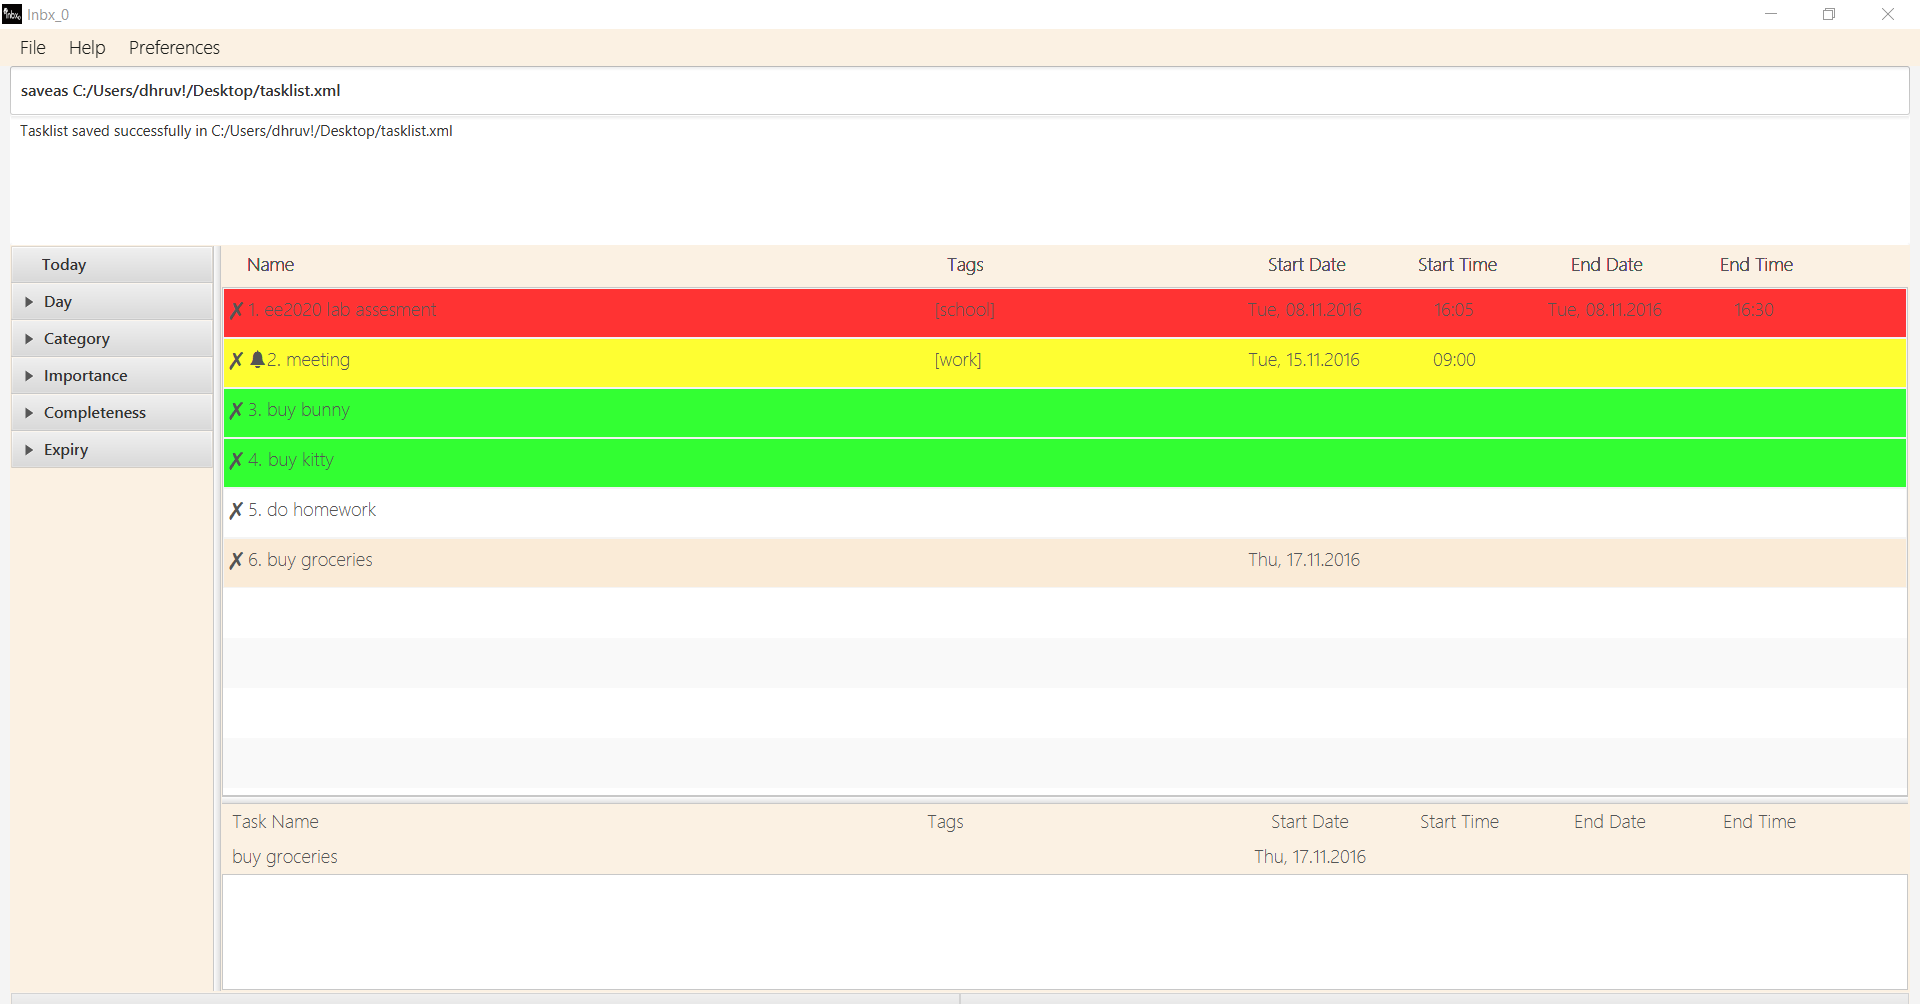 Inbx_0
File Help Preferences
saveas C:/Users/dhruv!/Desktop/tasklist.xml
Tasklist saved successfully in C:/Users/dhruv!/Desktop/tasklist.xml
Today
Day
Category
Importance
Completeness
Expiry
Name Tags Start Date Start Time End Date End Time
✗ 1. ee2020 lab assesment [school] Tue, 08.11.2016 16:05 Tue, 08.11.2016 16:30
✗ 2. meeting [work] Tue, 15.11.2016 09:00
✗ 3. buy bunny
✗ 4. buy kitty
✗ 5. do homework
✗ 6. buy groceries Thu, 17.11.2016
Task Name Tags Start Date Start Time End Date End Time
buy groceries Thu, 17.11.2016